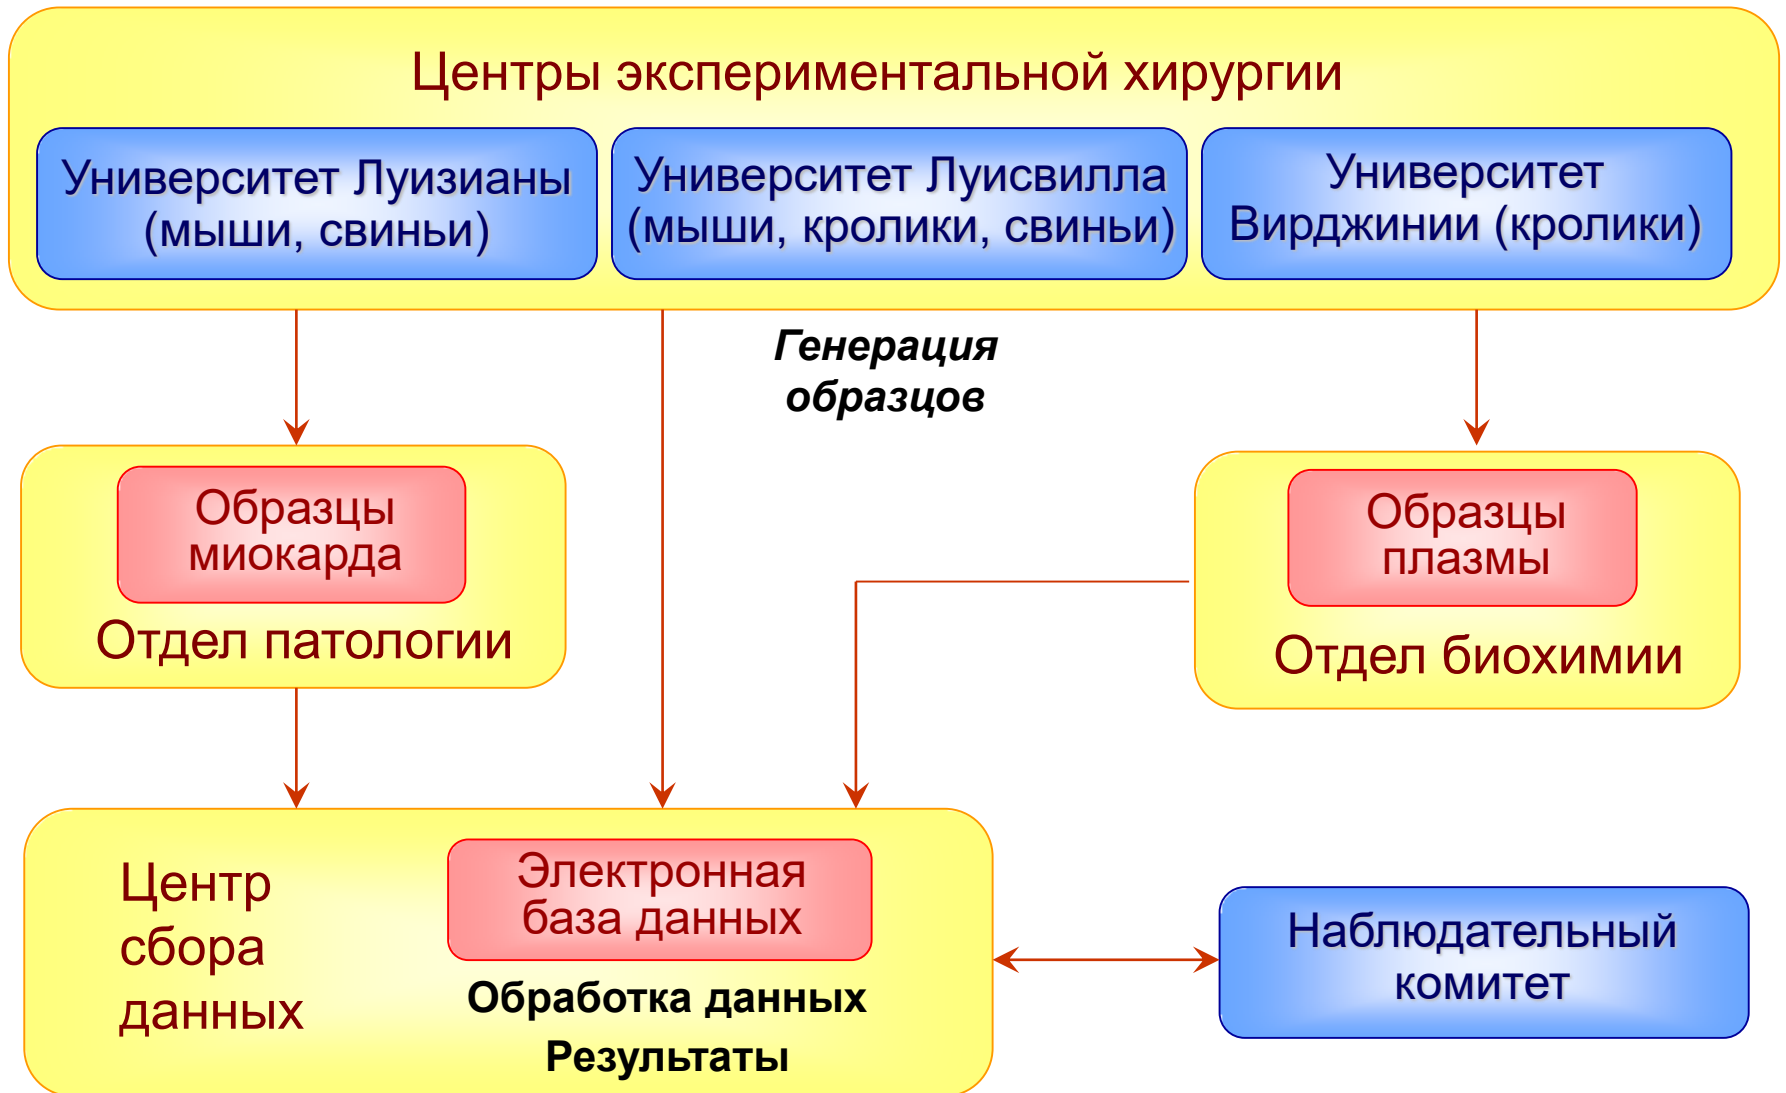 Центры экспериментальной хирургии
Университет Луизианы
(мыши, свиньи)
Университет Луисвилла
(мыши, кролики, свиньи)
Университет
Вирджинии (кролики)
Генерация
образцов
Образцы
миокарда
Отдел патологии
Образцы
плазмы
Отдел биохимии
Центр
сбора
данных
Электронная
база данных
Обработка данных
Результаты
Наблюдательный
комитет